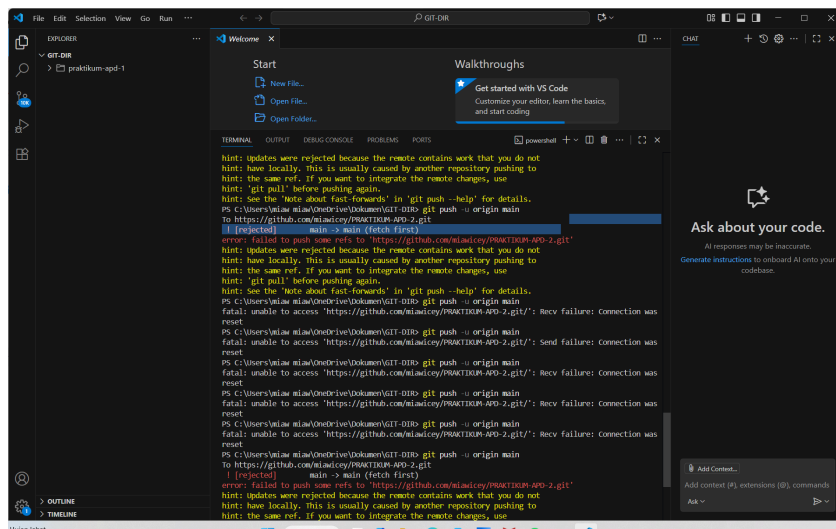 File Edit Selection View Go Run ···
GIT-DIR
EXPLORER ···
GIT-DIR
praktikum-apd-1
OUTLINE
TIMELINE
10K
1
Welcome
Start
New File...
Open File...
Open Folder...
Walkthroughs
Get started with VS Code
Customize your editor, learn the basics,
and start coding
TERMINAL OUTPUT DEBUG CONSOLE PROBLEMS PORTS
powershell
hint: Updates were rejected because the remote contains work that you do not
hint: have locally. This is usually caused by another repository pushing to
hint: the same ref. If you want to integrate the remote changes, use
hint: 'git pull' before pushing again.
hint: See the 'Note about fast-forwards' in 'git push --help' for details.
PS C:\Users\miaw miaw\OneDrive\Dokumen\GIT-DIR> git push -u origin main
To https://github.com/miawicey/PRAKTIKUM-APD-2.git
! [rejected] main -> main (fetch first)
error: failed to push some refs to 'https://github.com/miawicey/PRAKTIKUM-APD-2.git'
hint: Updates were rejected because the remote contains work that you do not
hint: have locally. This is usually caused by another repository pushing to
hint: the same ref. If you want to integrate the remote changes, use
hint: 'git pull' before pushing again.
hint: See the 'Note about fast-forwards' in 'git push --help' for details.
PS C:\Users\miaw miaw\OneDrive\Dokumen\GIT-DIR> git push -u origin main
fatal: unable to access 'https://github.com/miawicey/PRAKTIKUM-APD-2.git/': Recv failure: Connection was
reset
PS C:\Users\miaw miaw\OneDrive\Dokumen\GIT-DIR> git push -u origin main
fatal: unable to access 'https://github.com/miawicey/PRAKTIKUM-APD-2.git/': Send failure: Connection was
reset
PS C:\Users\miaw miaw\OneDrive\Dokumen\GIT-DIR> git push -u origin main
fatal: unable to access 'https://github.com/miawicey/PRAKTIKUM-APD-2.git/': Recv failure: Connection was
reset
PS C:\Users\miaw miaw\OneDrive\Dokumen\GIT-DIR> git push -u origin main
fatal: unable to access 'https://github.com/miawicey/PRAKTIKUM-APD-2.git/': Recv failure: Connection was
reset
PS C:\Users\miaw miaw\OneDrive\Dokumen\GIT-DIR> git push -u origin main
fatal: unable to access 'https://github.com/miawicey/PRAKTIKUM-APD-2.git/': Recv failure: Connection was
reset
PS C:\Users\miaw miaw\OneDrive\Dokumen\GIT-DIR> git push -u origin main
To https://github.com/miawicey/PRAKTIKUM-APD-2.git
! [rejected] main -> main (fetch first)
error: failed to push some refs to 'https://github.com/miawicey/PRAKTIKUM-APD-2.git'
hint: Updates were rejected because the remote contains work that you do not
hint: have locally. This is usually caused by another repository pushing to
hint: the same ref. If you want to integrate the remote changes, use
CHAT
Ask about your code.
AI responses may be inaccurate.
Generate instructions to onboard AI onto your
codebase.
Add Context...
Add context (#), extensions (@), commands
Ask